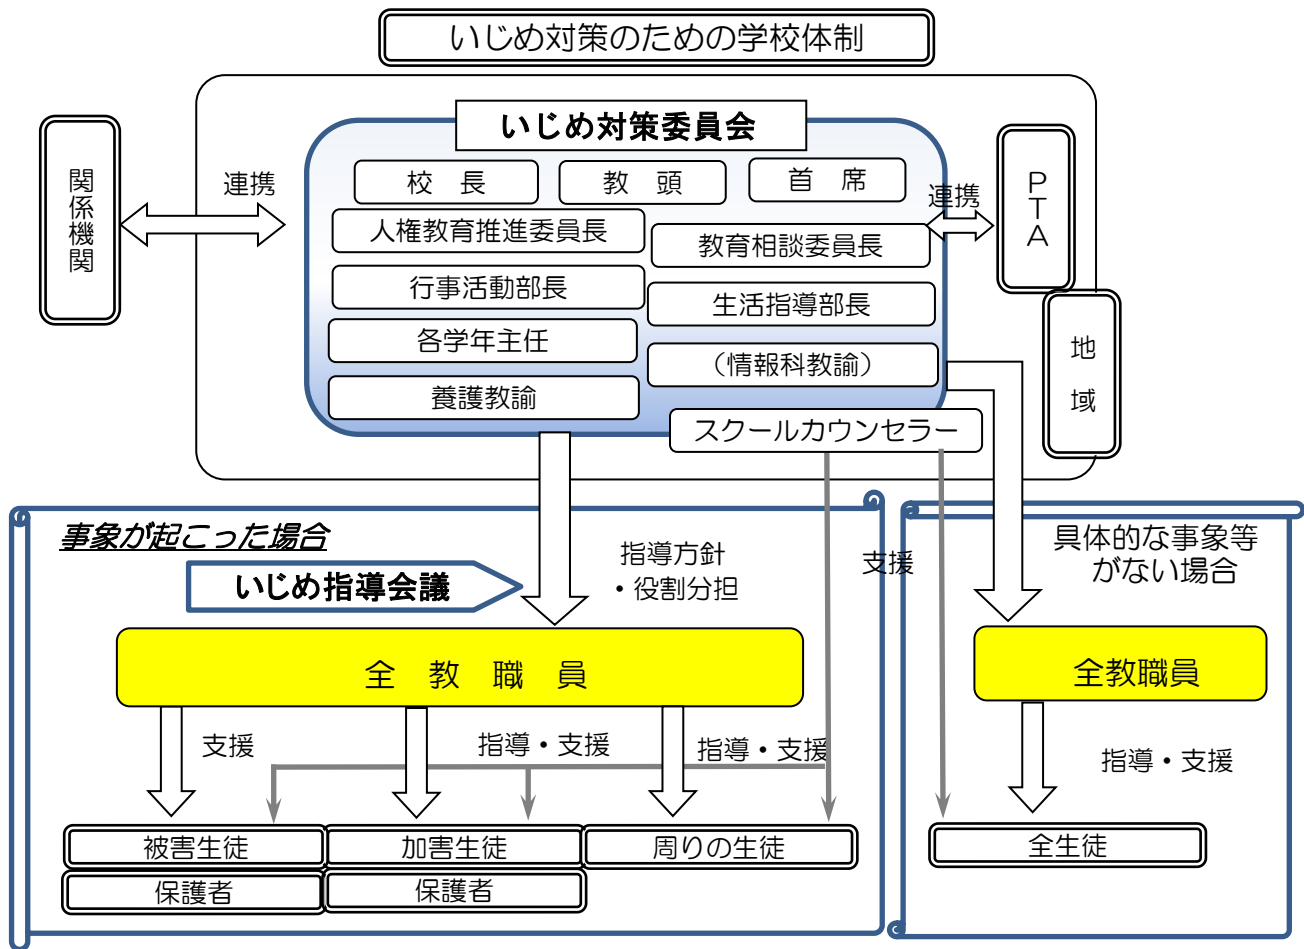 いじめ対策のための学校体制
いじめ対策委員会
校 長
教 頭
首 席
関係機関
連携
連携
PTA
人権教育推進委員長
教育相談委員長
行事活動部長
生活指導部長
各学年主任
（情報科教諭）
養護教諭
スクールカウンセラー
地 域
事象が起こった場合
いじめ指導会議
指導方針
・役割分担
支援
具体的な事象等
がない場合
全 教 職 員
全教職員
支援
指導・支援
指導・支援
指導・支援
被害生徒
加害生徒
周りの生徒
全生徒
保護者
保護者